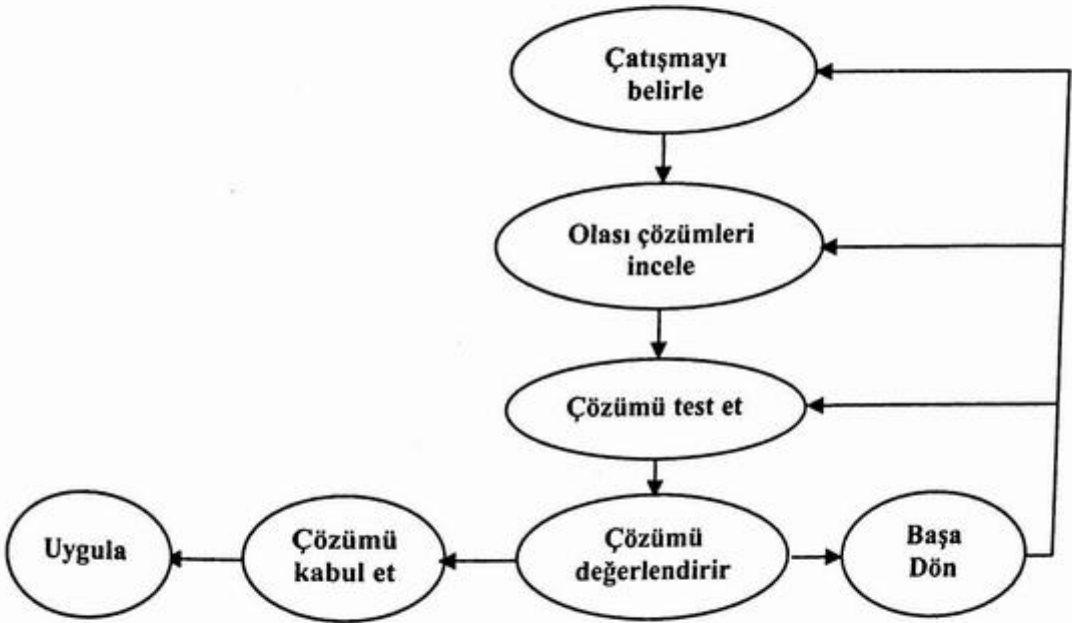 Çatışmayı
belirle
Olası çözümleri
incele
Çözümü test et
Uygula
Çözümü
kabul et
Çözümü
değerlendirir
Başa
Dön